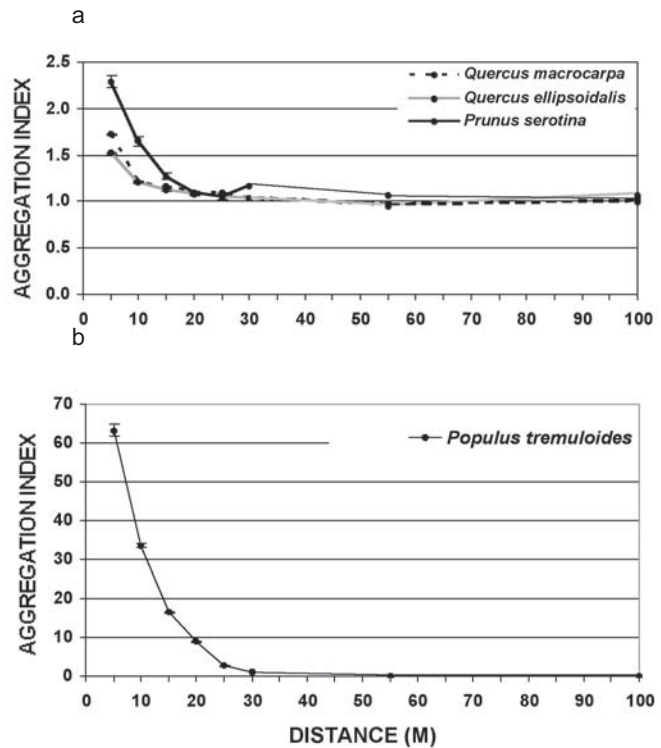 a
AGGREGATION INDEX
2.5
2.0
1.5
1.0
0.5
0.0
Quercus macrocarpa
Quercus ellipsoidalis
Prunus serotina
0 10 20 30 40 50 60 70 80 90 100
b
AGGREGATION INDEX
70
60
50
40
30
20
10
0
Populus tremuloides
0 10 20 30 40 50 60 70 80 90 100
DISTANCE (M)